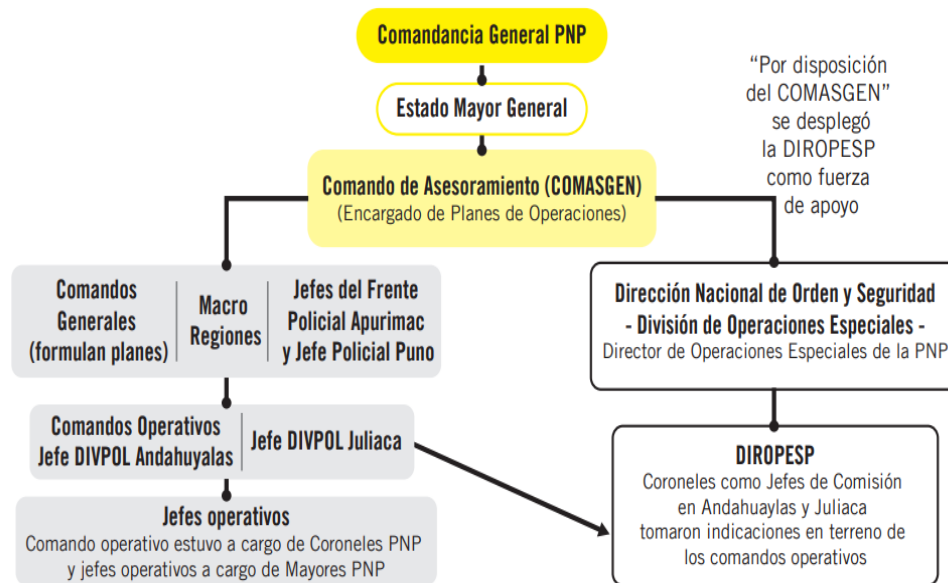 Comandancia General PNP
Estado Mayor General
Comando de Asesoramiento (COMASGEN)
(Encargado de Planes de Operaciones)
“Por disposición
del COMASGEN”
se desplegó
la DIROPESP
como fuerza
de apoyo
Comandos
Generales
(formulan planes)
Macro
Regiones
Jefes del Frente
Policial Apurimac
y Jefe Policial Puno
Dirección Nacional de Orden y Seguridad
- División de Operaciones Especiales -
Director de Operaciones Especiales de la PNP
Comandos Operativos
Jefe DIVPOL Andahuyalas
Jefe DIVPOL Juliaca
DIROPESP
Coroneles como Jefes de Comisión
en Andahuaylas y Juliaca
tomaron indicaciones en terreno de
los comandos operativos
Jefes operativos
Comando operativo estuvo a cargo de Coroneles PNP
y jefes operativos a cargo de Mayores PNP